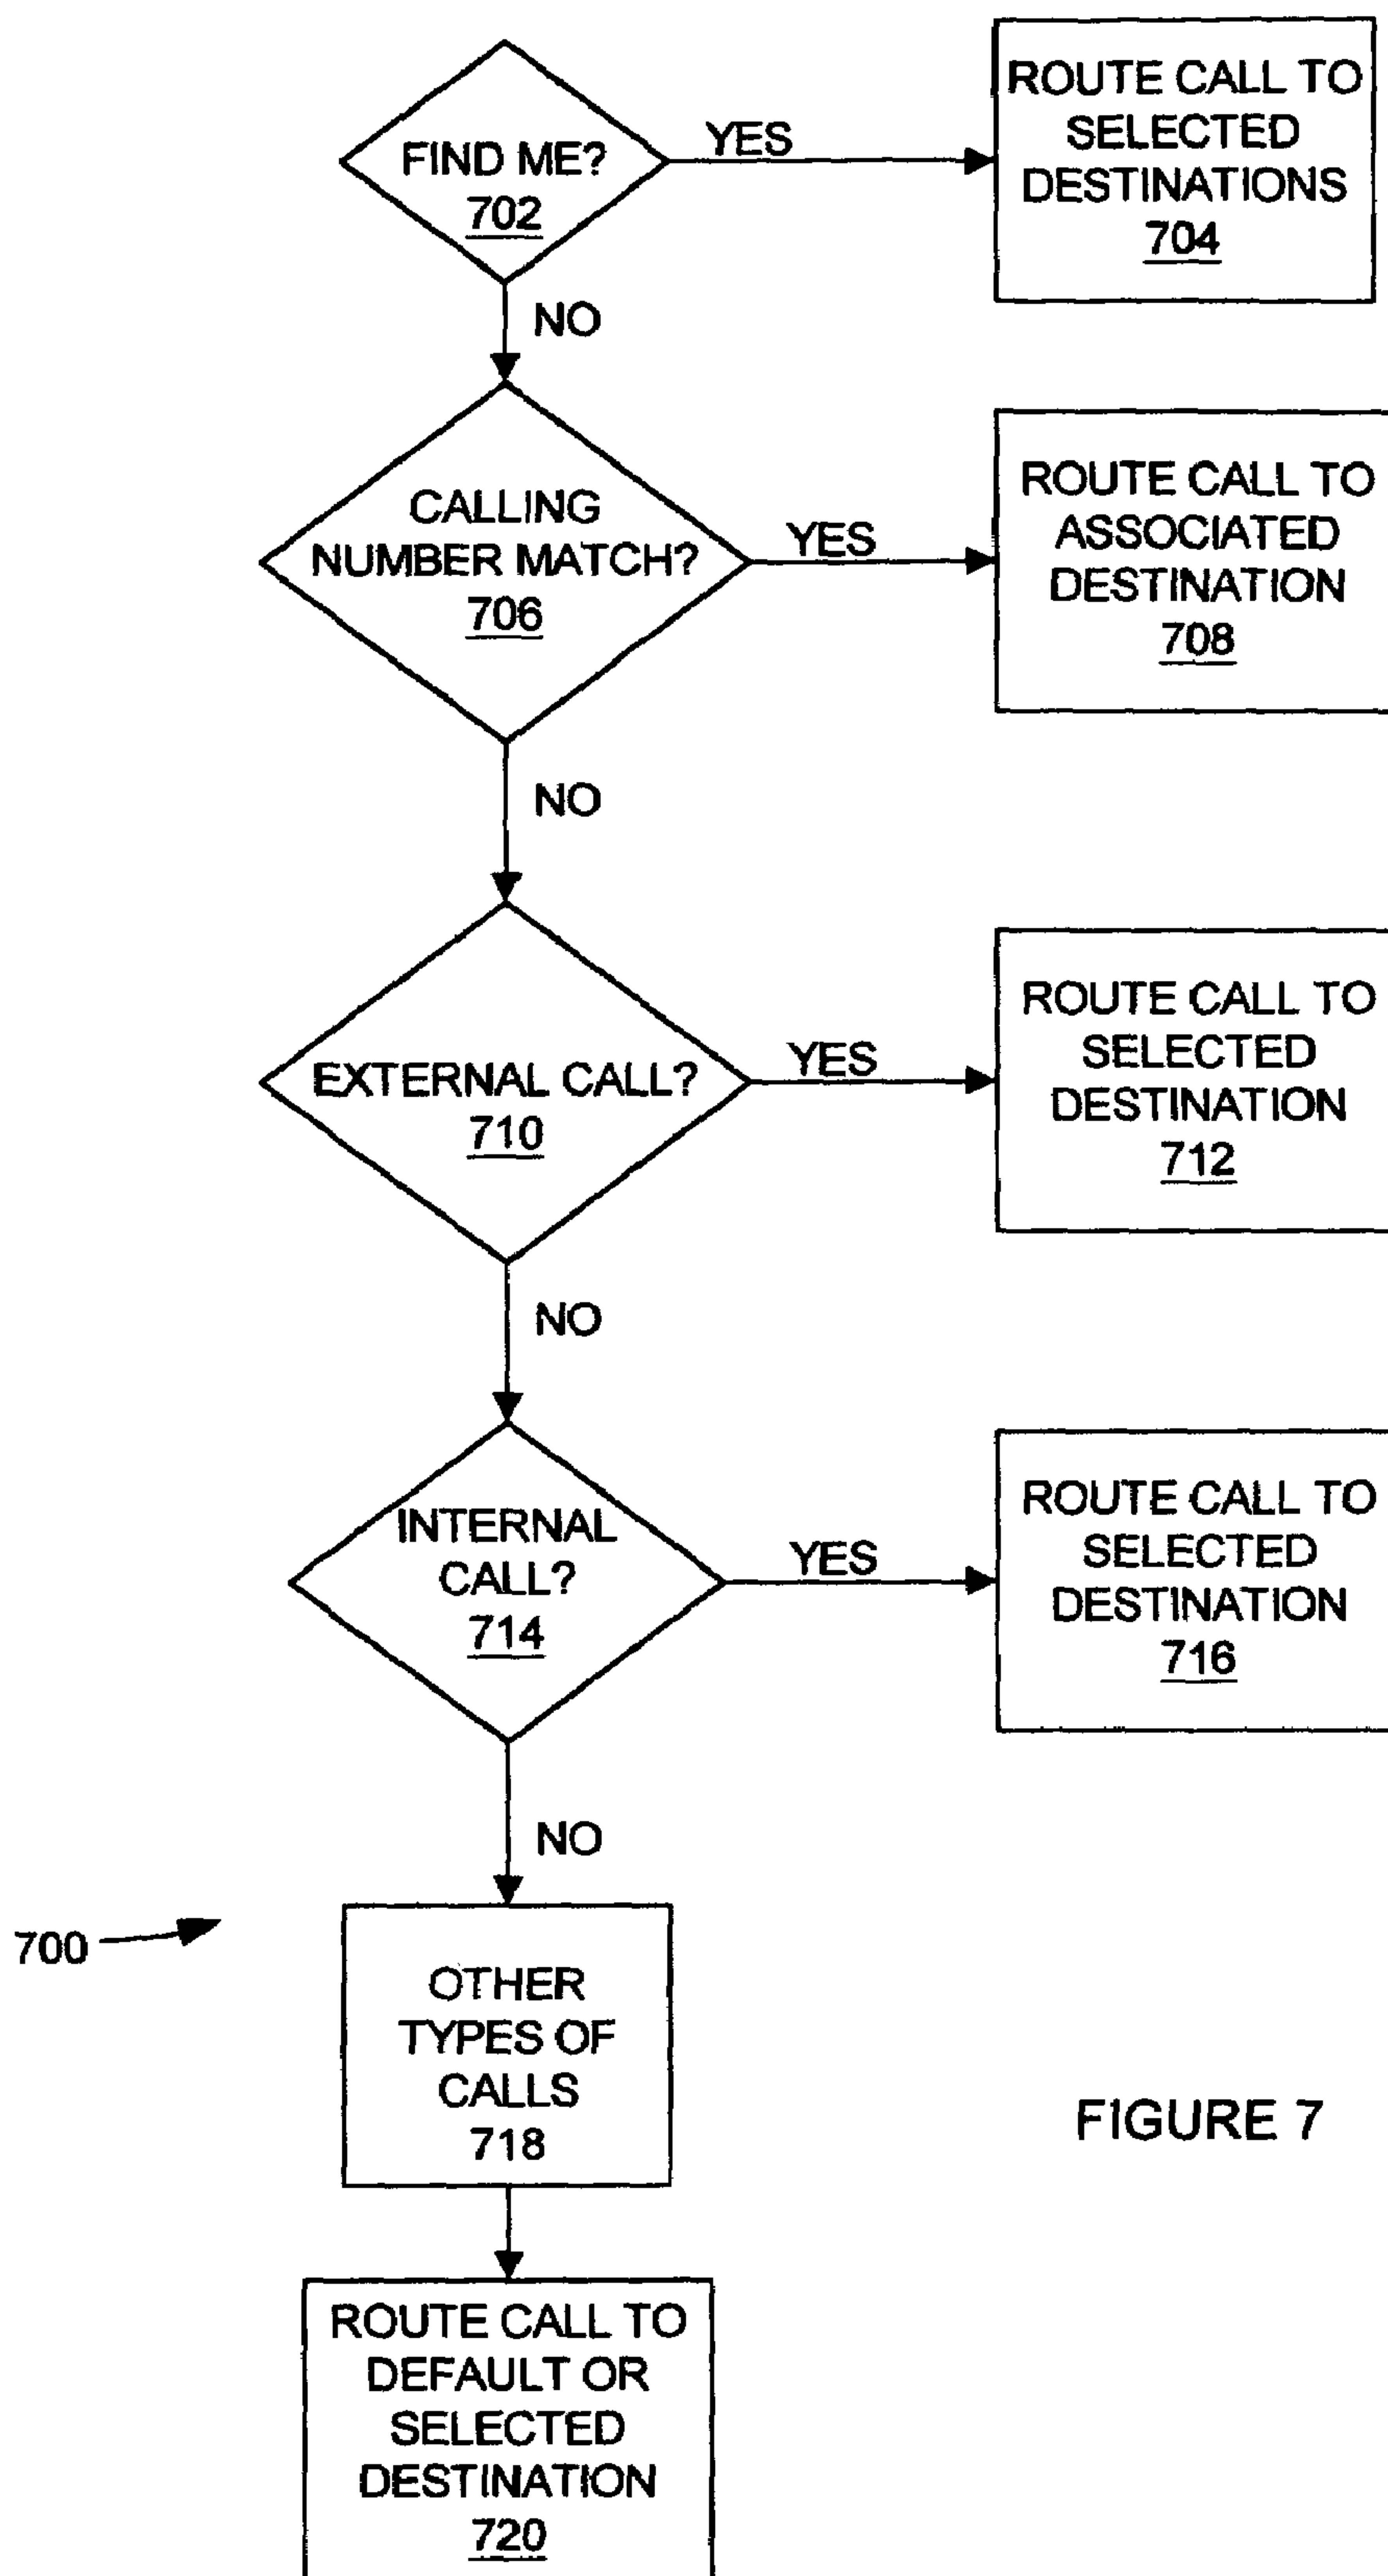 FIND ME?
702
YES
ROUTE CALL TO
SELECTED
DESTINATIONS
704
NO
CALLING
NUMBER MATCH?
706
YES
ROUTE CALL TO
ASSOCIATED
DESTINATION
708
NO
EXTERNAL CALL?
710
YES
ROUTE CALL TO
SELECTED
DESTINATION
712
NO
INTERNAL
CALL?
714
YES
ROUTE CALL TO
SELECTED
DESTINATION
716
NO
700
OTHER
TYPES OF
CALLS
718
FIGURE 7
ROUTE CALL TO
DEFAULT OR
SELECTED
DESTINATION
720